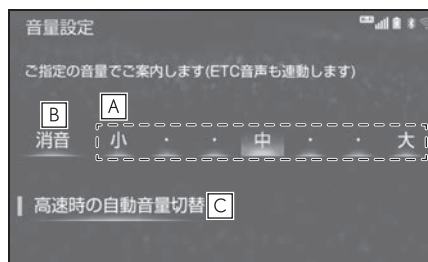 音量設定
ご指定の音量でご案内します(ETC音声も連動します)
B A
消音 小 ・ ・ 中 ・ ・ 大
高速時の自動音量切替 C